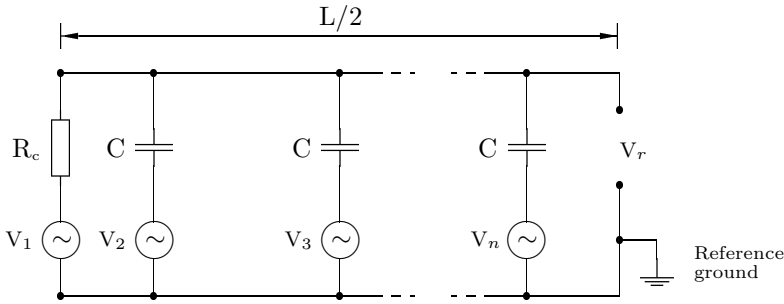 L/2
R_c
C
C
C
V_r
V_1
V_2
V_3
V_n
Reference
ground